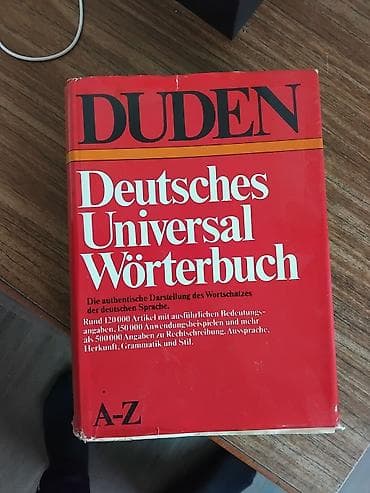 DUDEN
Deutsches
Universal
Wörterbuch
Die authentische Darstellung des Wortschatzes
der deutschen Sprache.
Rund 120 000 Artikel mit ausführlichen Bedeutungs-
angaben, 150 000 Anwendungsbeispielen und mehr
als 500 000 Angaben zu Rechtschreibung, Aussprache,
Herkunft, Grammatik und Stil.
A–Z